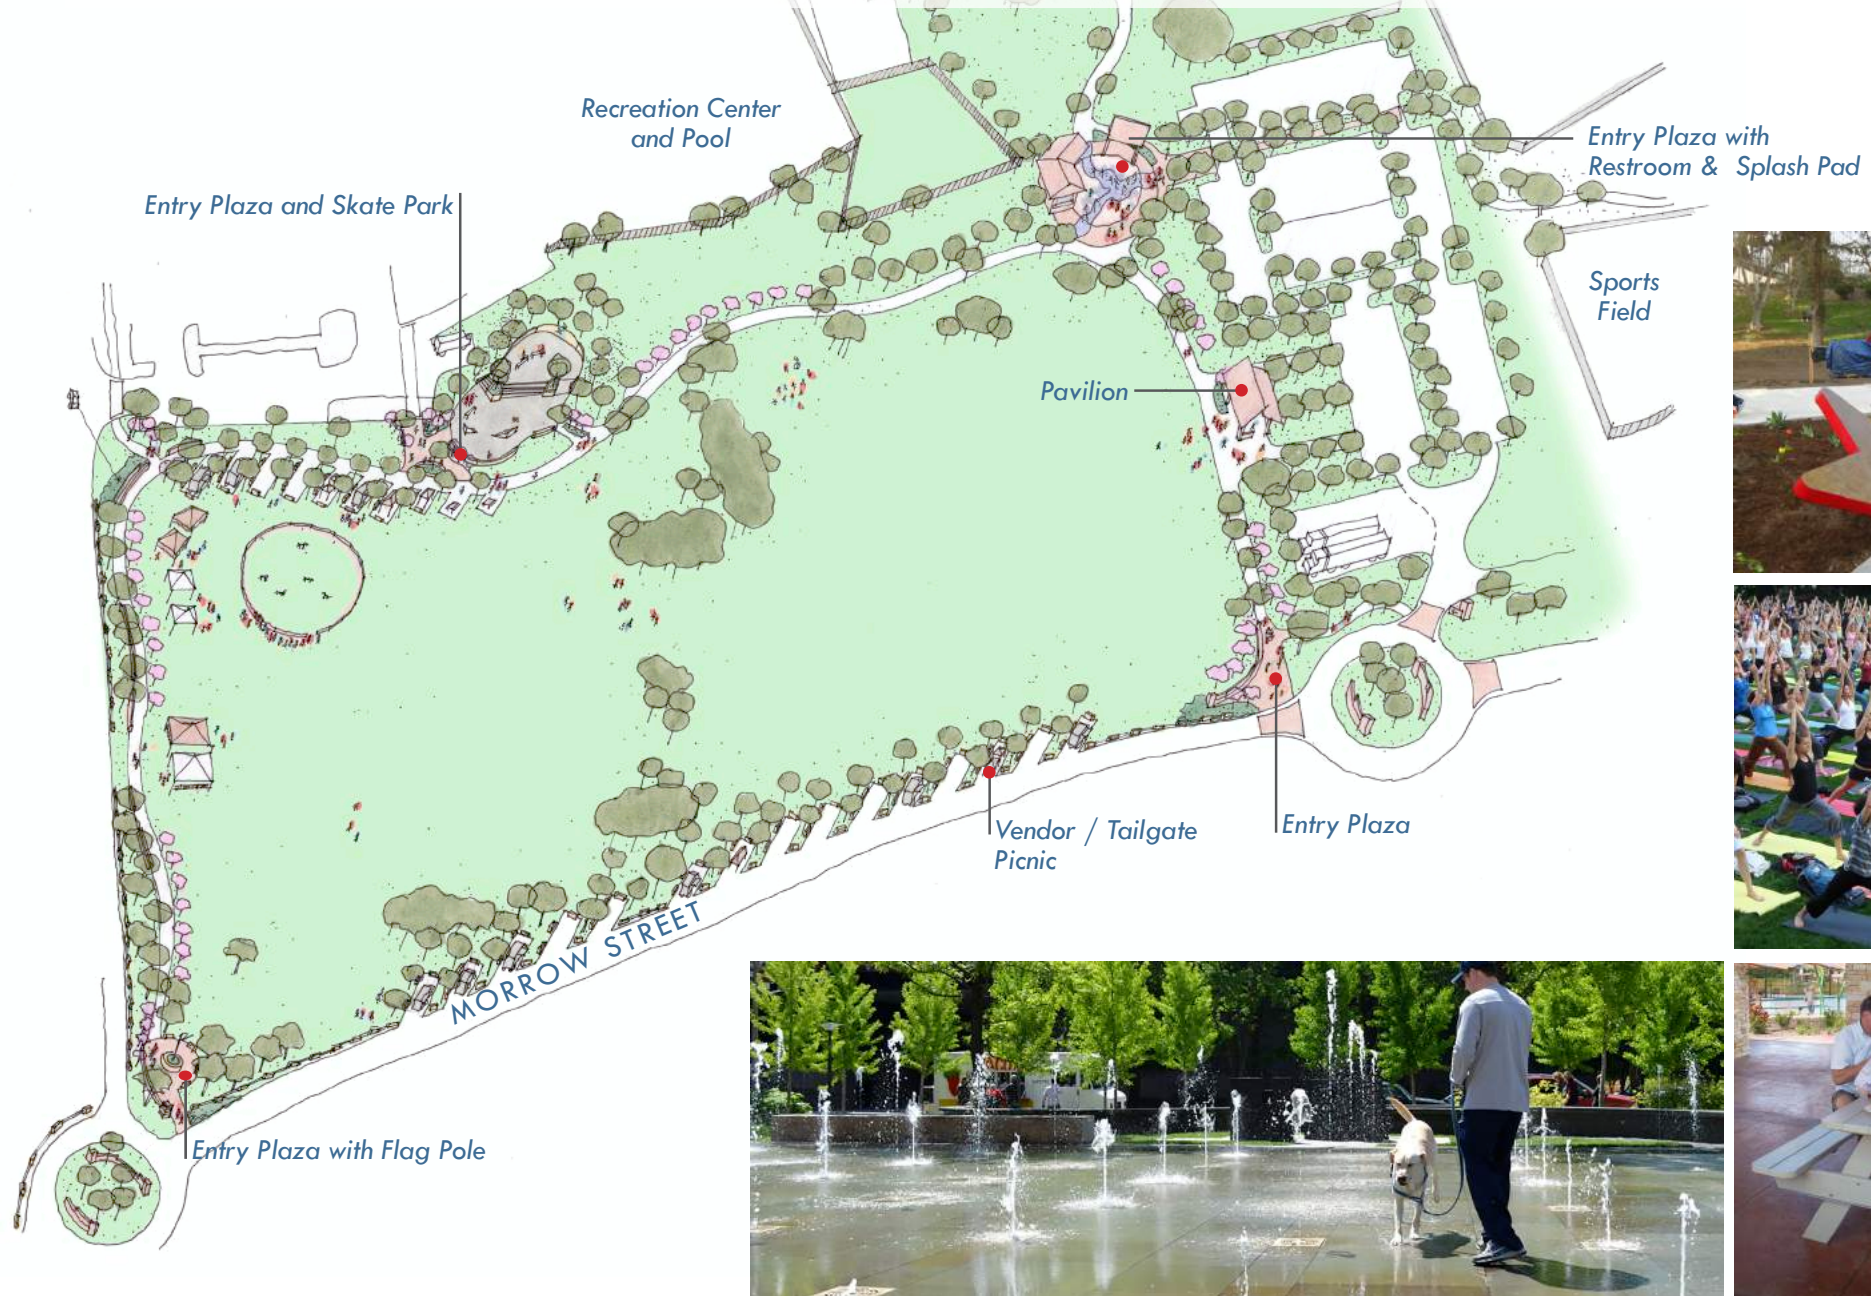 Recreation Center
and Pool
Entry Plaza with
Restroom & Splash Pad
Entry Plaza and Skate Park
Sports
Field
Pavilion
Vendor / Tailgate
Picnic
Entry Plaza
MORROW STREET
Entry Plaza with Flag Pole